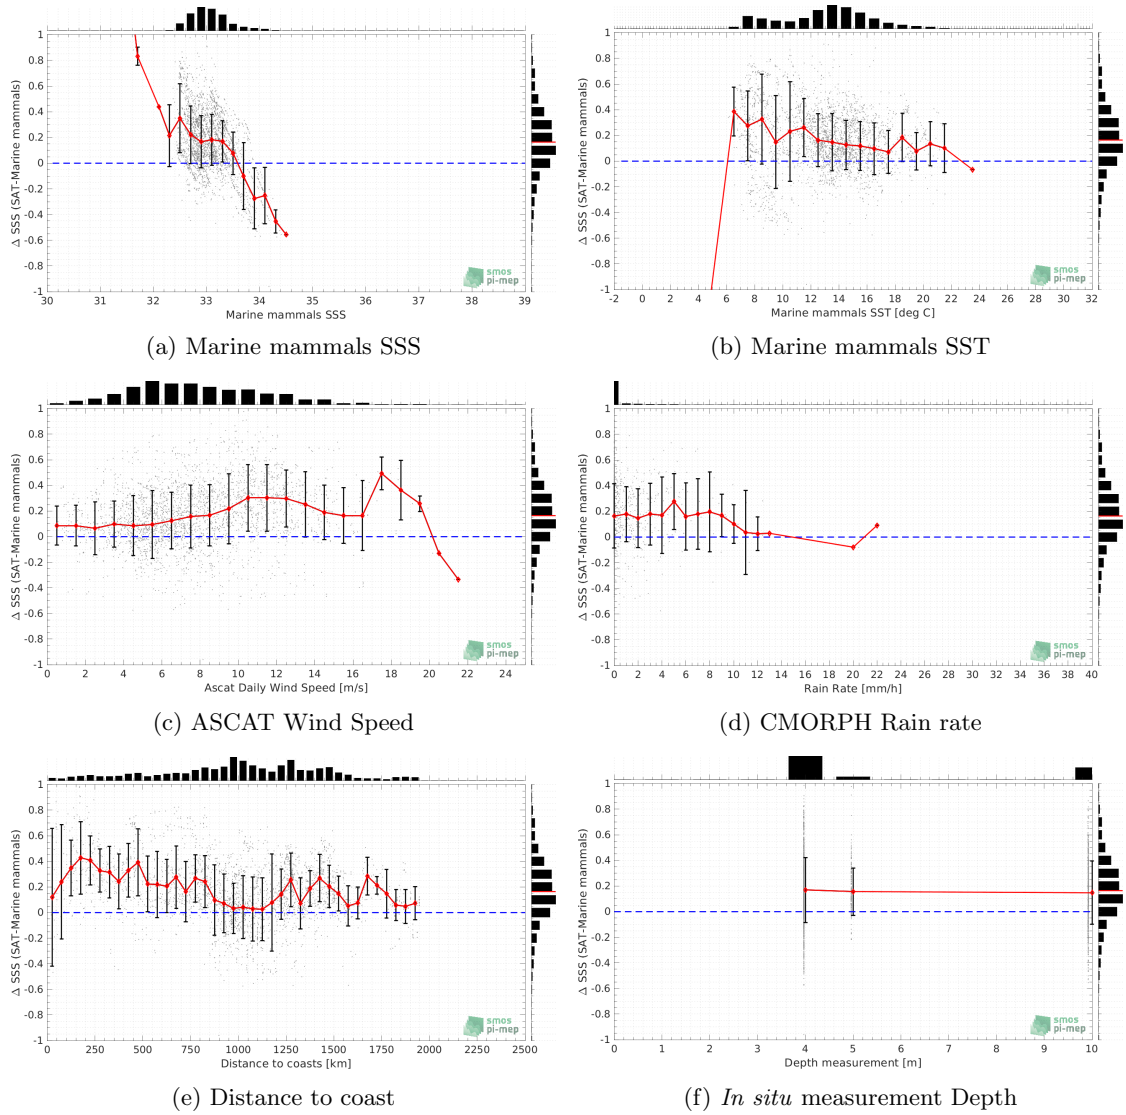 1
0.8
0.6
0.4
0.2
0
-0.2
-0.4
-0.6
-0.8
-1
Δ SSS (SAT-Marine mammals)
30 31 32 33 34 35 36 37 38 39
Marine mammals SSS
smos
pi-mep
(a) Marine mammals SSS
1
0.8
0.6
0.4
0.2
0
-0.2
-0.4
-0.6
-0.8
-1
Δ SSS (SAT-Marine mammals)
-2 0 2 4 6 8 10 12 14 16 18 20 22 24 26 28 30 32
Marine mammals SST [deg C]
smos
pi-mep
(b) Marine mammals SST
1
0.8
0.6
0.4
0.2
0
-0.2
-0.4
-0.6
-0.8
-1
Δ SSS (SAT-Marine mammals)
0 2 4 6 8 10 12 14 16 18 20 22 24
Ascat Daily Wind Speed [m/s]
smos
pi-mep
(c) ASCAT Wind Speed
1
0.8
0.6
0.4
0.2
0
-0.2
-0.4
-0.6
-0.8
-1
Δ SSS (SAT-Marine mammals)
0 2 4 6 8 10 12 14 16 18 20 22 24 26 28 30 32 34 36 38 40
Rain Rate [mm/h]
smos
pi-mep
(d) CMORPH Rain rate
1
0.8
0.6
0.4
0.2
0
-0.2
-0.4
-0.6
-0.8
-1
Δ SSS (SAT-Marine mammals)
0 250 500 750 1000 1250 1500 1750 2000 2250 2500
Distance to coasts [km]
smos
pi-mep
(e) Distance to coast
1
0.8
0.6
0.4
0.2
0
-0.2
-0.4
-0.6
-0.8
-1
Δ SSS (SAT-Marine mammals)
0 1 2 3 4 5 6 7 8 9 10
Depth measurement [m]
smos
pi-mep
(f) In situ measurement Depth